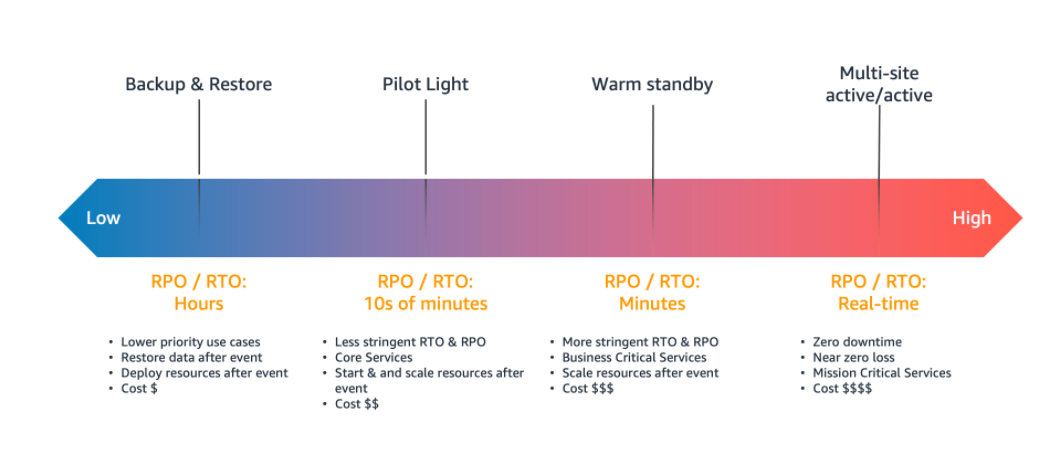 Backup & Restore
Pilot Light
Warm standby
Multi-site
active/active
Low
High
RPO / RTO:
Hours
RPO / RTO:
10s of minutes
RPO / RTO:
Minutes
RPO / RTO:
Real-time
• Lower priority use cases
• Restore data after event
• Deploy resources after event
• Cost $
• Less stringent RTO & RPO
• Core Services
• Start & and scale resources after
event
• Cost $$
• More stringent RTO & RPO
• Business Critical Services
• Scale resources after event
• Cost $$$
• Zero downtime
• Near zero loss
• Mission Critical Services
• Cost $$$$